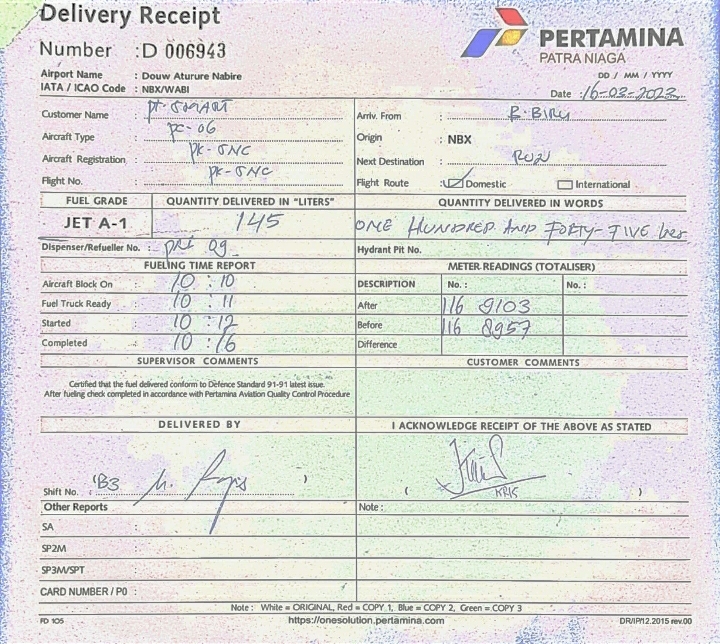 Delivery Receipt
Number : D 006943
PERTAMINA
PATRA NIAGA
Airport Name : Douw Aturure Nabire
IATA / ICAO Code : NBX/WABI
DD / MM / YYYY
Date : 16-03-2023
Customer Name : PT. SMART
Arriv. From : B. BIRU
Aircraft Type : PC-06
Origin : NBX
Aircraft Registration : PK-SNC
Next Destination :
Flight No. : PK-SNC
Flight Route : Domestic International
FUEL GRADE QUANTITY DELIVERED IN "LITERS" QUANTITY DELIVERED IN WORDS
JET A-1 145 ONE HUNDRED AND FORTY-FIVE
Dispenser/Refueller No. : 09
Hydrant Pit No.
FUELING TIME REPORT METER READINGS (TOTALISER)
Aircraft Block On 10 : 10 DESCRIPTION No. : No. :
Fuel Truck Ready 10 : 11 After 116 9103
Started 10 : 12 Before 116 8957
Completed 10 : 16 Difference
SUPERVISOR COMMENTS CUSTOMER COMMENTS
Certified that the fuel delivered conform to Defence Standard 91-91 latest issue.
After fueling check completed in accordance with Pertamina Aviation Quality Control Procedure
DELIVERED BY I ACKNOWLEDGE RECEIPT OF THE ABOVE AS STATED
Shift No. ( B3 ) ( KRIS )
Other Reports Note :
SA :
SP2M :
SP3M/SPT :
CARD NUMBER / PO :
Note : White = ORIGINAL, Red = COPY 1, Blue = COPY 2, Green = COPY 3
FD 105 https://onesolution.pertamina.com DR/IP/12.2015 rev.00